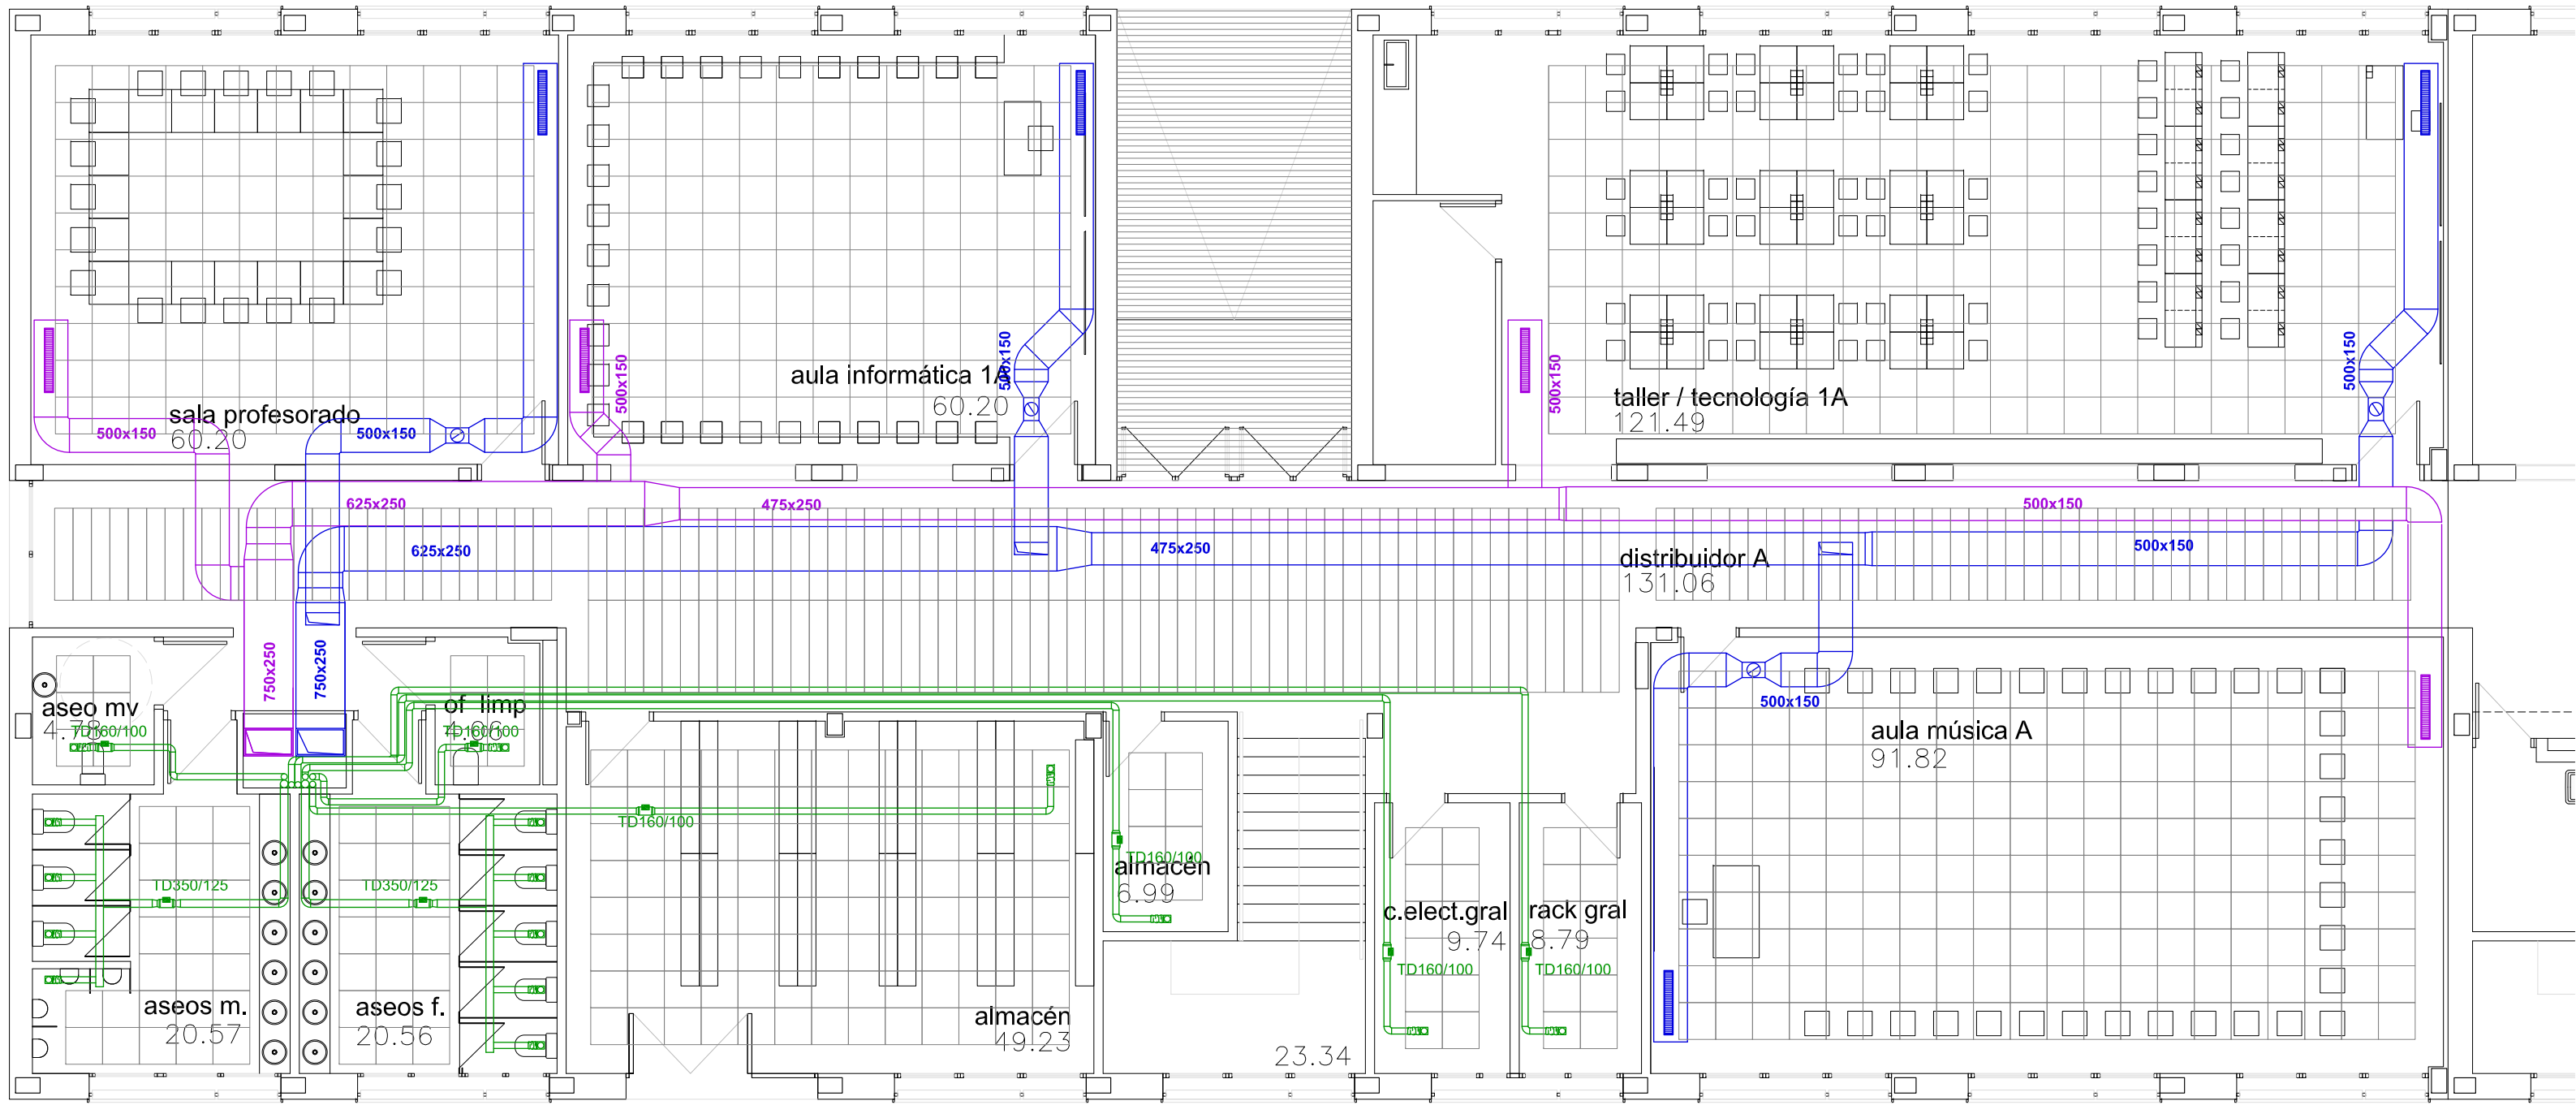 aula informática 1A
60.20
500x150
500x150
500x150
500x150
taller / tecnología 1A
121.49
sala profesorado
60.20
500x150
500x150
625x250
475x250
500x150
625x250
475x250
500x150
distribuidor A
131.06
750x250
750x250
aseo mv
4.78
TD160/100
of limp
4.06
TD160/100
500x150
aula música A
91.82
TD160/100
TD160/100
almacén
6.99
TD350/125
TD350/125
c.elect.gral
9.74
rack gral
8.79
TD160/100
TD160/100
aseos m.
20.57
aseos f.
20.56
almacén
49.23
23.34